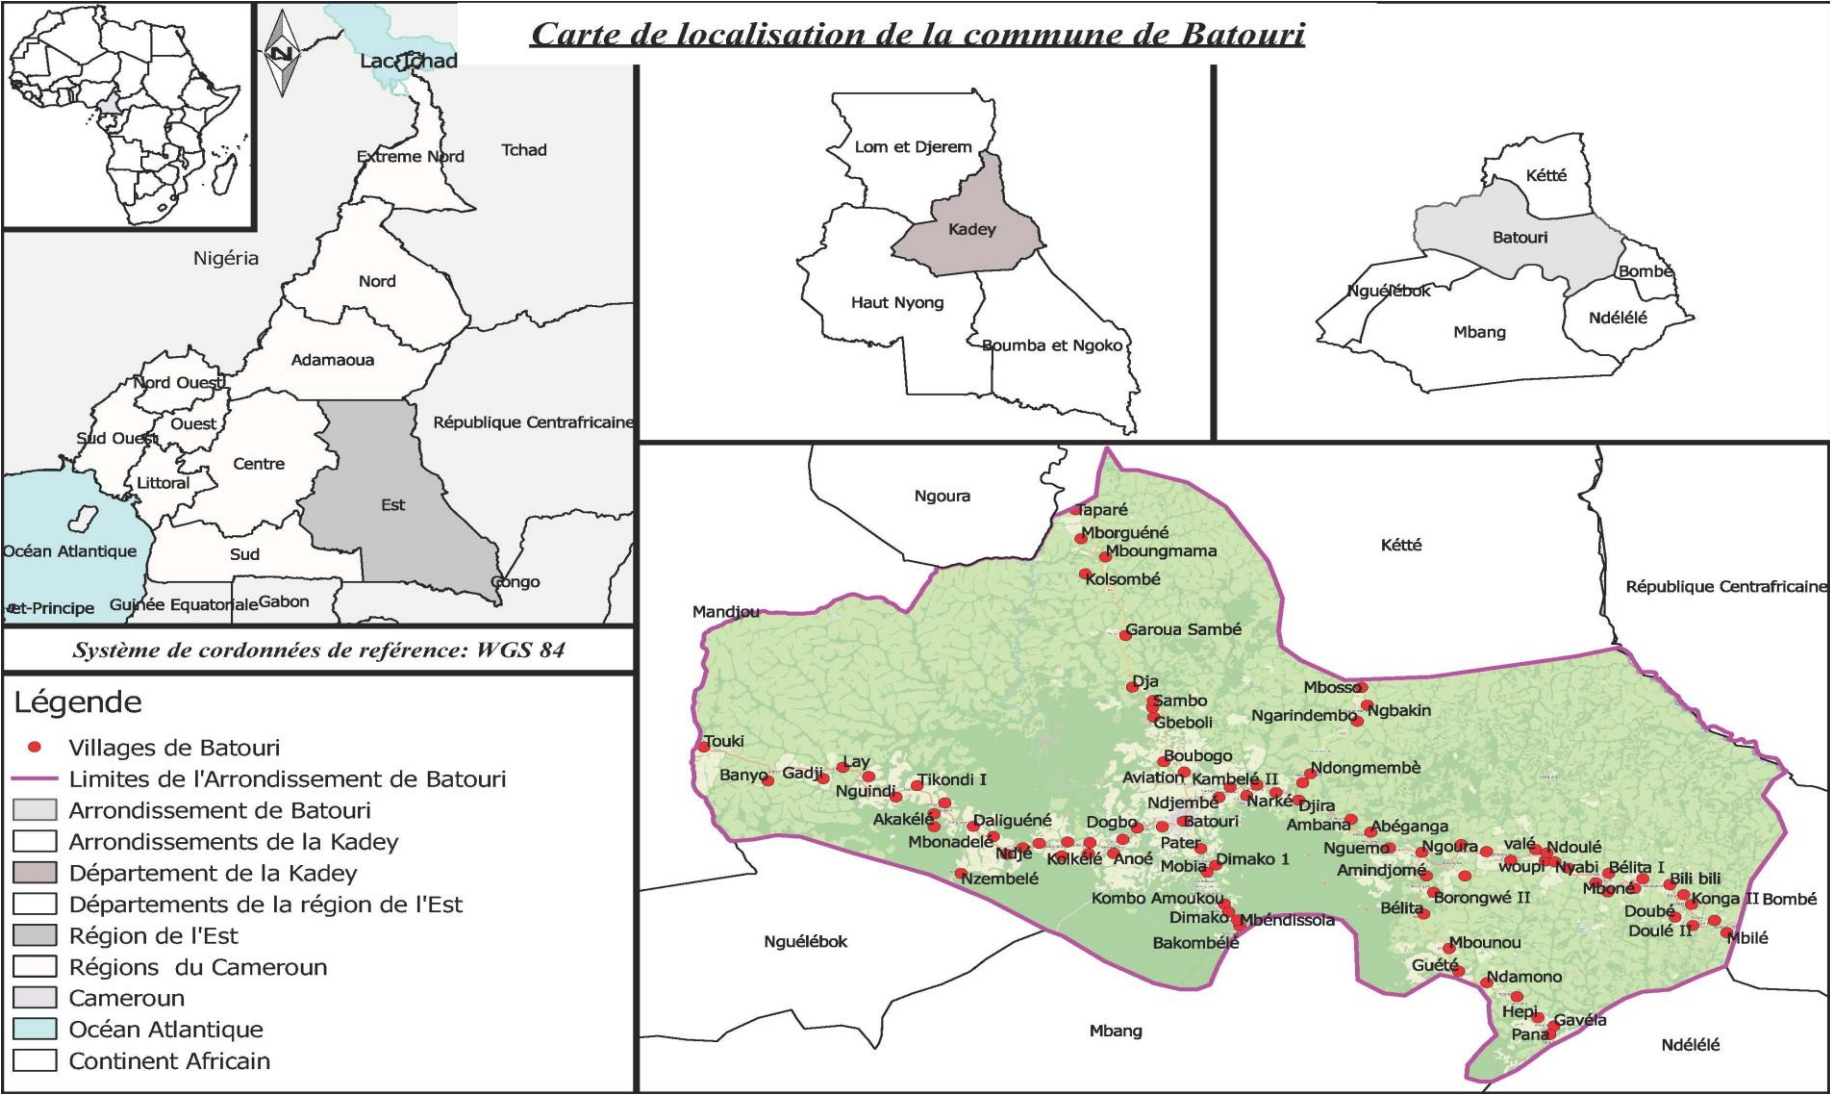 Carte de localisation de la commune de Batouri
N
Lac Tchad
Extreme Nord
Tchad
Nigéria
Nord
Adamaoua
Nord Ouest
Ouest
Sud Ouest
République Centrafricaine
Centre
Littoral
Est
Océan Atlantique
Sud
Congo
et-Principe
Guinée Equatoriale
Gabon
Système de cordonnées de reférence: WGS 84
Légende
Villages de Batouri
Limites de l'Arrondissement de Batouri
Arrondissement de Batouri
Arrondissements de la Kadey
Département de la Kadey
Départements de la région de l'Est
Région de l'Est
Régions du Cameroun
Cameroun
Océan Atlantique
Continent Africain
Lom et Djerem
Kadey
Haut Nyong
Boumba et Ngoko
Kétté
Batouri
Bombé
Nguélébok
Ndélélé
Mbang
Ngoura
Taparé
Mborguéné
Mboungmama
Kétté
Kolsombé
République Centrafricaine
Mandjou
Garoua Sambé
Dja
Mbosso
Sambo
Ngbakin
Ngarindembo
Gbeboli
Touki
Boubogo
Lay
Ndongmembè
Banyo
Gadji
Tikondi I
Aviation
Kambelé II
Nguindi
Ndjembé
Narké
Djira
Akakélé
Daliguéné
Dogbo
Batouri
Ambana
Abéganga
Mbonadelé
Pater
Nguemo
Ngoura
valé
Ndoulé
Ndjé
Kolkélé
Anoé
Mobia
Dimako 1
Amindjomé
woupi
Nyabi
Bélita I
Nzembelé
Mboné
Bili bili
Kombo Amoukou
Borongwé II
Konga II
Bombé
Dimako
Mbéndissola
Bélita
Doubé
Doulé II
Mbilé
Nguélébok
Bakombélé
Mbounou
Guété
Ndamono
Hepi
Gavéla
Pana
Mbang
Ndélélé